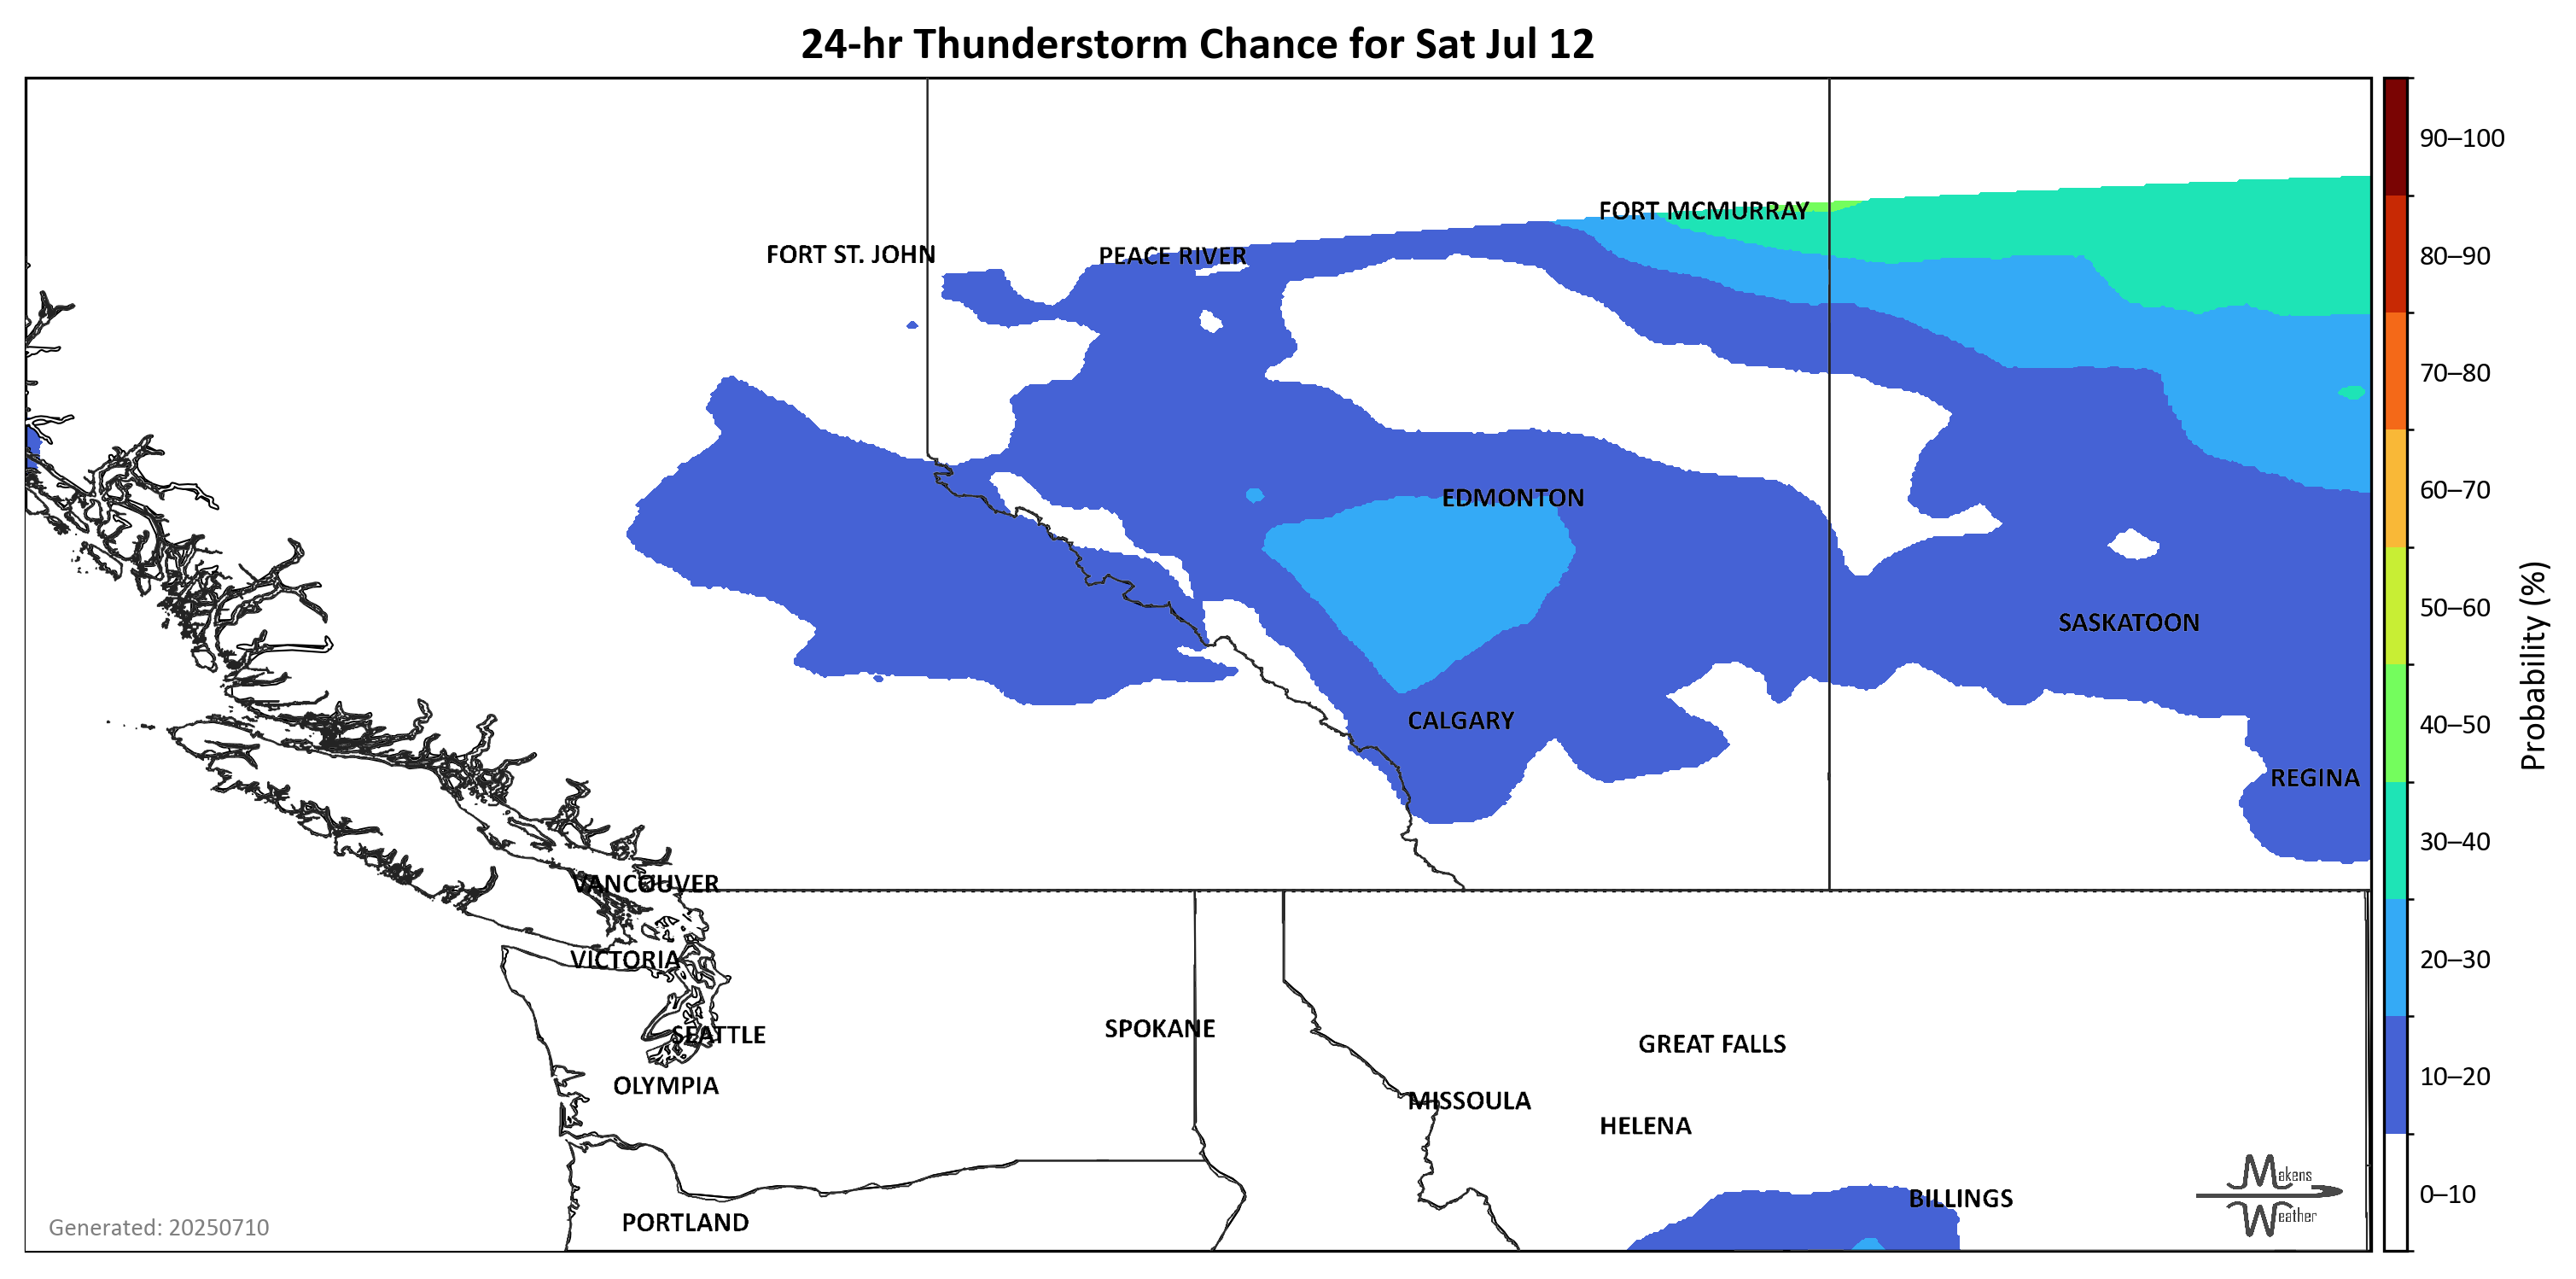 24-hr Thunderstorm Chance for Sat Jul 12
90–100
FORT MCMURRAY
FORT ST. JOHN
PEACE RIVER
80–90
70–80
60–70
EDMONTON
50–60
SASKATOON
Probability (%)
CALGARY
40–50
REGINA
30–40
VANCOUVER
VICTORIA
20–30
SPOKANE
SEATTLE
GREAT FALLS
10–20
OLYMPIA
MISSOULA
HELENA
Makens
Weather
0–10
BILLINGS
PORTLAND
Generated: 20250710